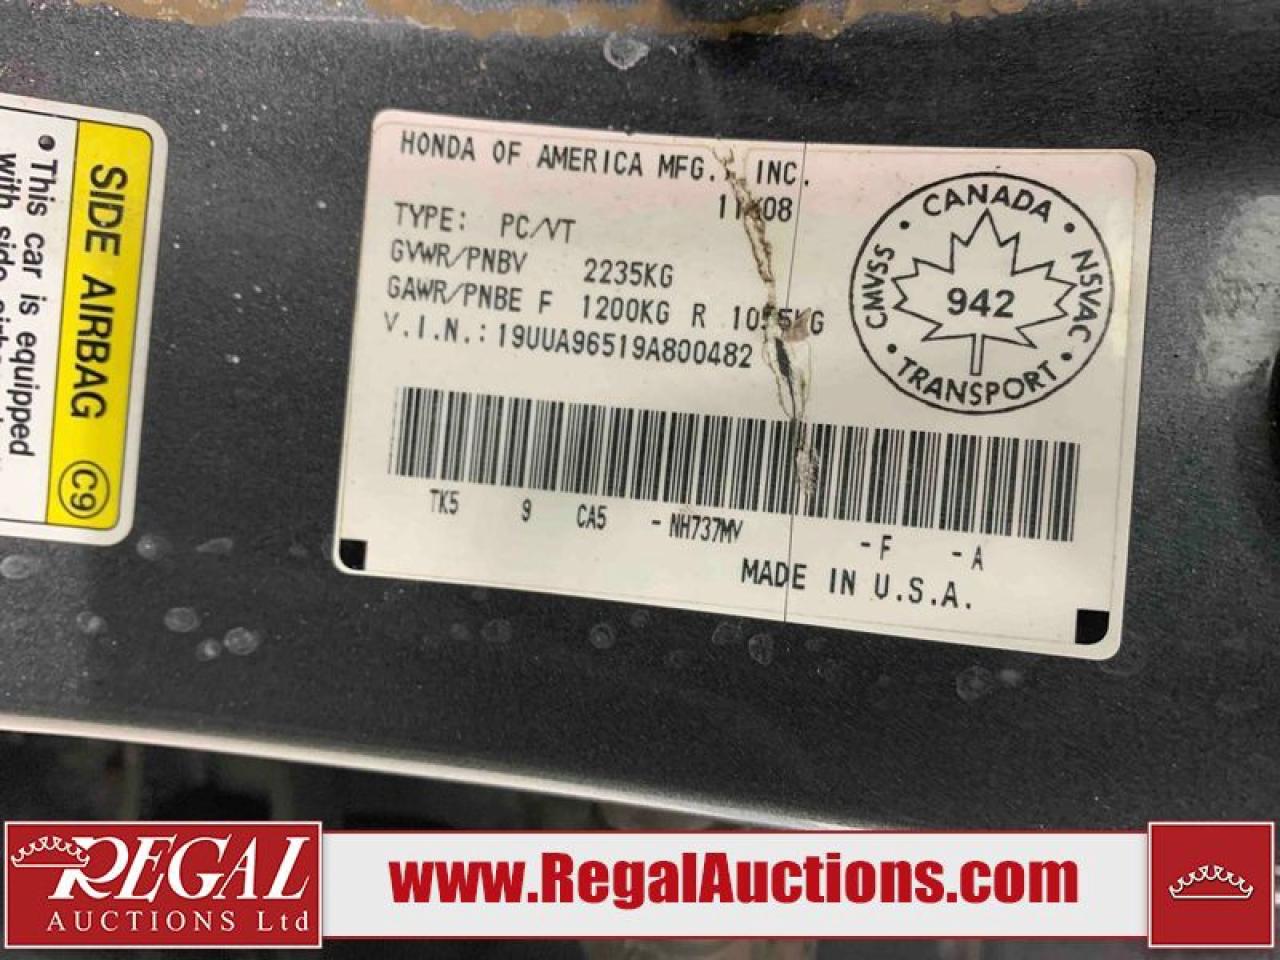 SIDE AIRBAG C9
• This car is equipped
with side
HONDA OF AMERICA MFG., INC.
TYPE: PC/VT
GVWR/PNBV 2235KG
GAWR/PNBE F 1200KG R
V.I.N.: 19UUA96519A800482
CANADA
CMVSS • NSVAC
942
TRANSPORT
TK5 9 CA5 - NH737MV - F - A
MADE IN U.S.A.
REGAL
AUCTIONS Ltd
www.RegalAuctions.com